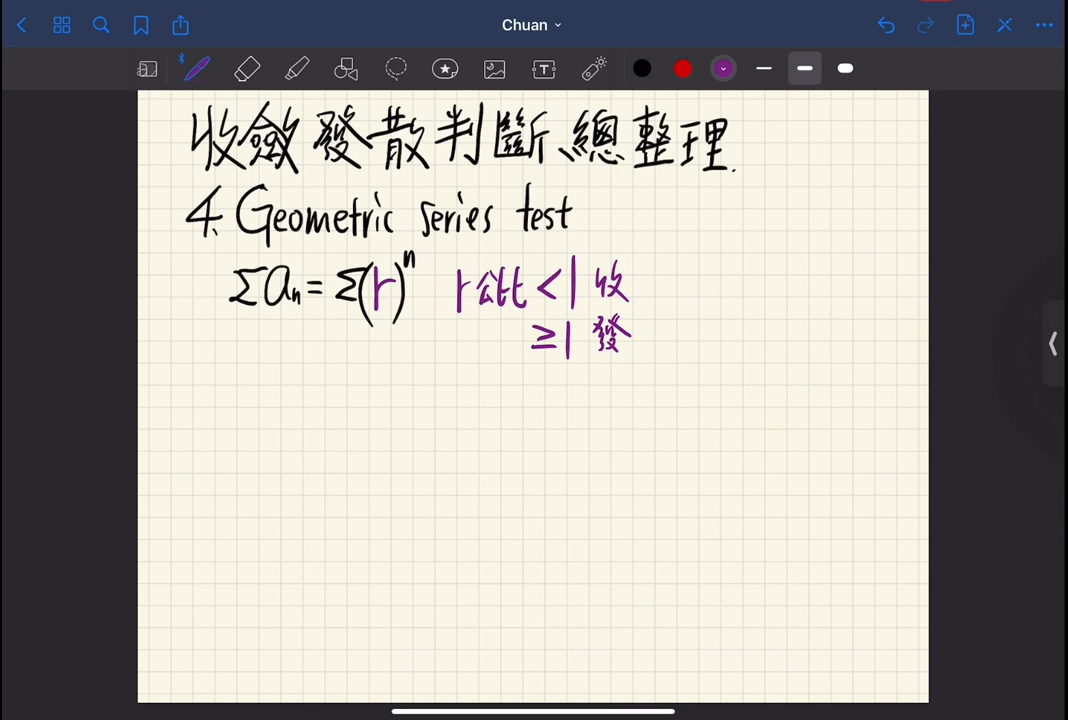 Chuan
收斂發散判斷總整理.
4. Geometric series test
Σaₙ = Σ(r)ⁿ r公比 < 1 收
≥ 1 發